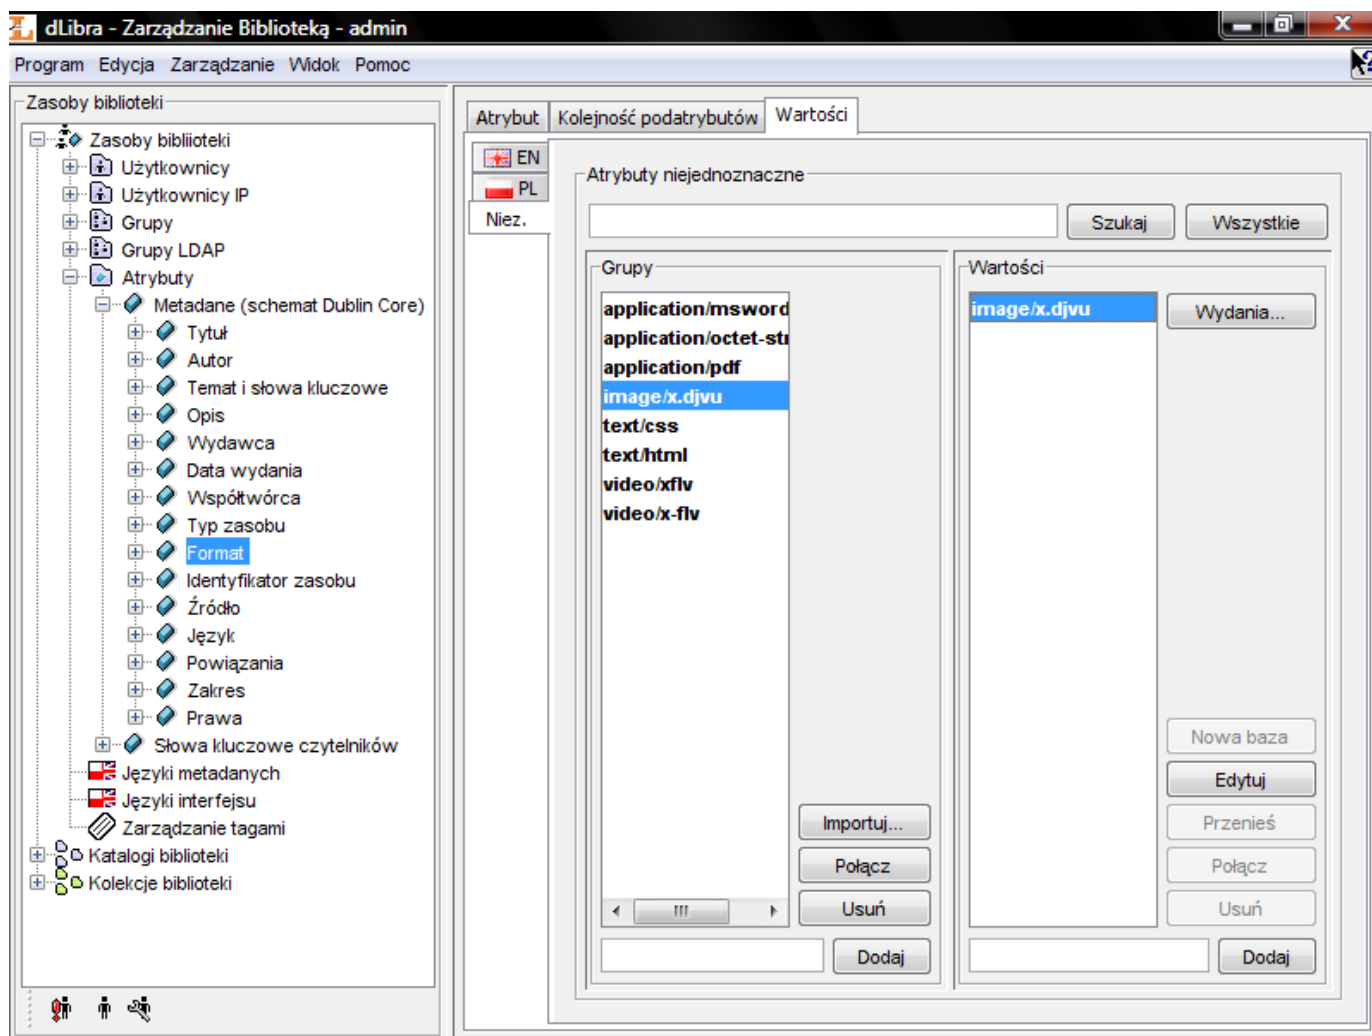 dLibra - Zarządzanie Biblioteką - admin
Program Edycja Zarządzanie Widok Pomoc
Zasoby biblioteki
Zasoby bibliioteki
Użytkownicy
Użytkownicy IP
Grupy
Grupy LDAP
Atrybuty
Metadane (schemat Dublin Core)
Tytuł
Autor
Temat i słowa kluczowe
Opis
Wydawca
Data wydania
Współtwórca
Typ zasobu
Format
Identyfikator zasobu
Źródło
Język
Powiązania
Zakres
Prawa
Słowa kluczowe czytelników
Języki metadanych
Języki interfejsu
Zarządzanie tagami
Katalogi biblioteki
Kolekcje biblioteki
Atrybut Kolejność podatrybutów Wartości
EN
PL
Niez.
Atrybuty niejednoznaczne
Szukaj Wszystkie
Grupy
application/msword
application/octet-str
application/pdf
image/x.djvu
text/css
text/html
video/xflv
video/x-flv
Importuj...
Połącz
Usuń
Dodaj
Wartości
image/x.djvu
Wydania...
Nowa baza
Edytuj
Przenieś
Połącz
Usuń
Dodaj